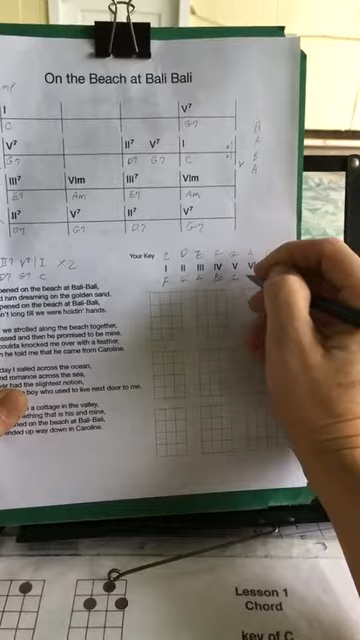 On the Beach at Bali Bali
I V7
C G7
V7 II7 V7 I
G7 D7 G7 C
III7 VIm III7 VIm
E7 Am E7 Am
II7 V7 II7 V7
D7 G7 D7 G7
A
A
B
A
II7 V7 I X2
D7 G7 C
Your Key C D E F G A
I II III IV V VI
pened on the beach at Bali-Bali,
d him dreaming on the golden sand.
pened on the beach at Bali-Bali,
n't long till we were holdin' hands.
we strolled along the beach together,
ssed and then he promised to be mine.
coulda knocked me over with a feather,
n he told me that he came from Caroline.
day I sailed across the ocean,
nd romance across the sea,
er had the slightest notion,
boy who used to live next door to me.
a cottage in the valley,
ything that is his and mine,
ned on the beach at Bali-Bali,
nded up way down in Caroline.
Lesson 1
Chord
key of C